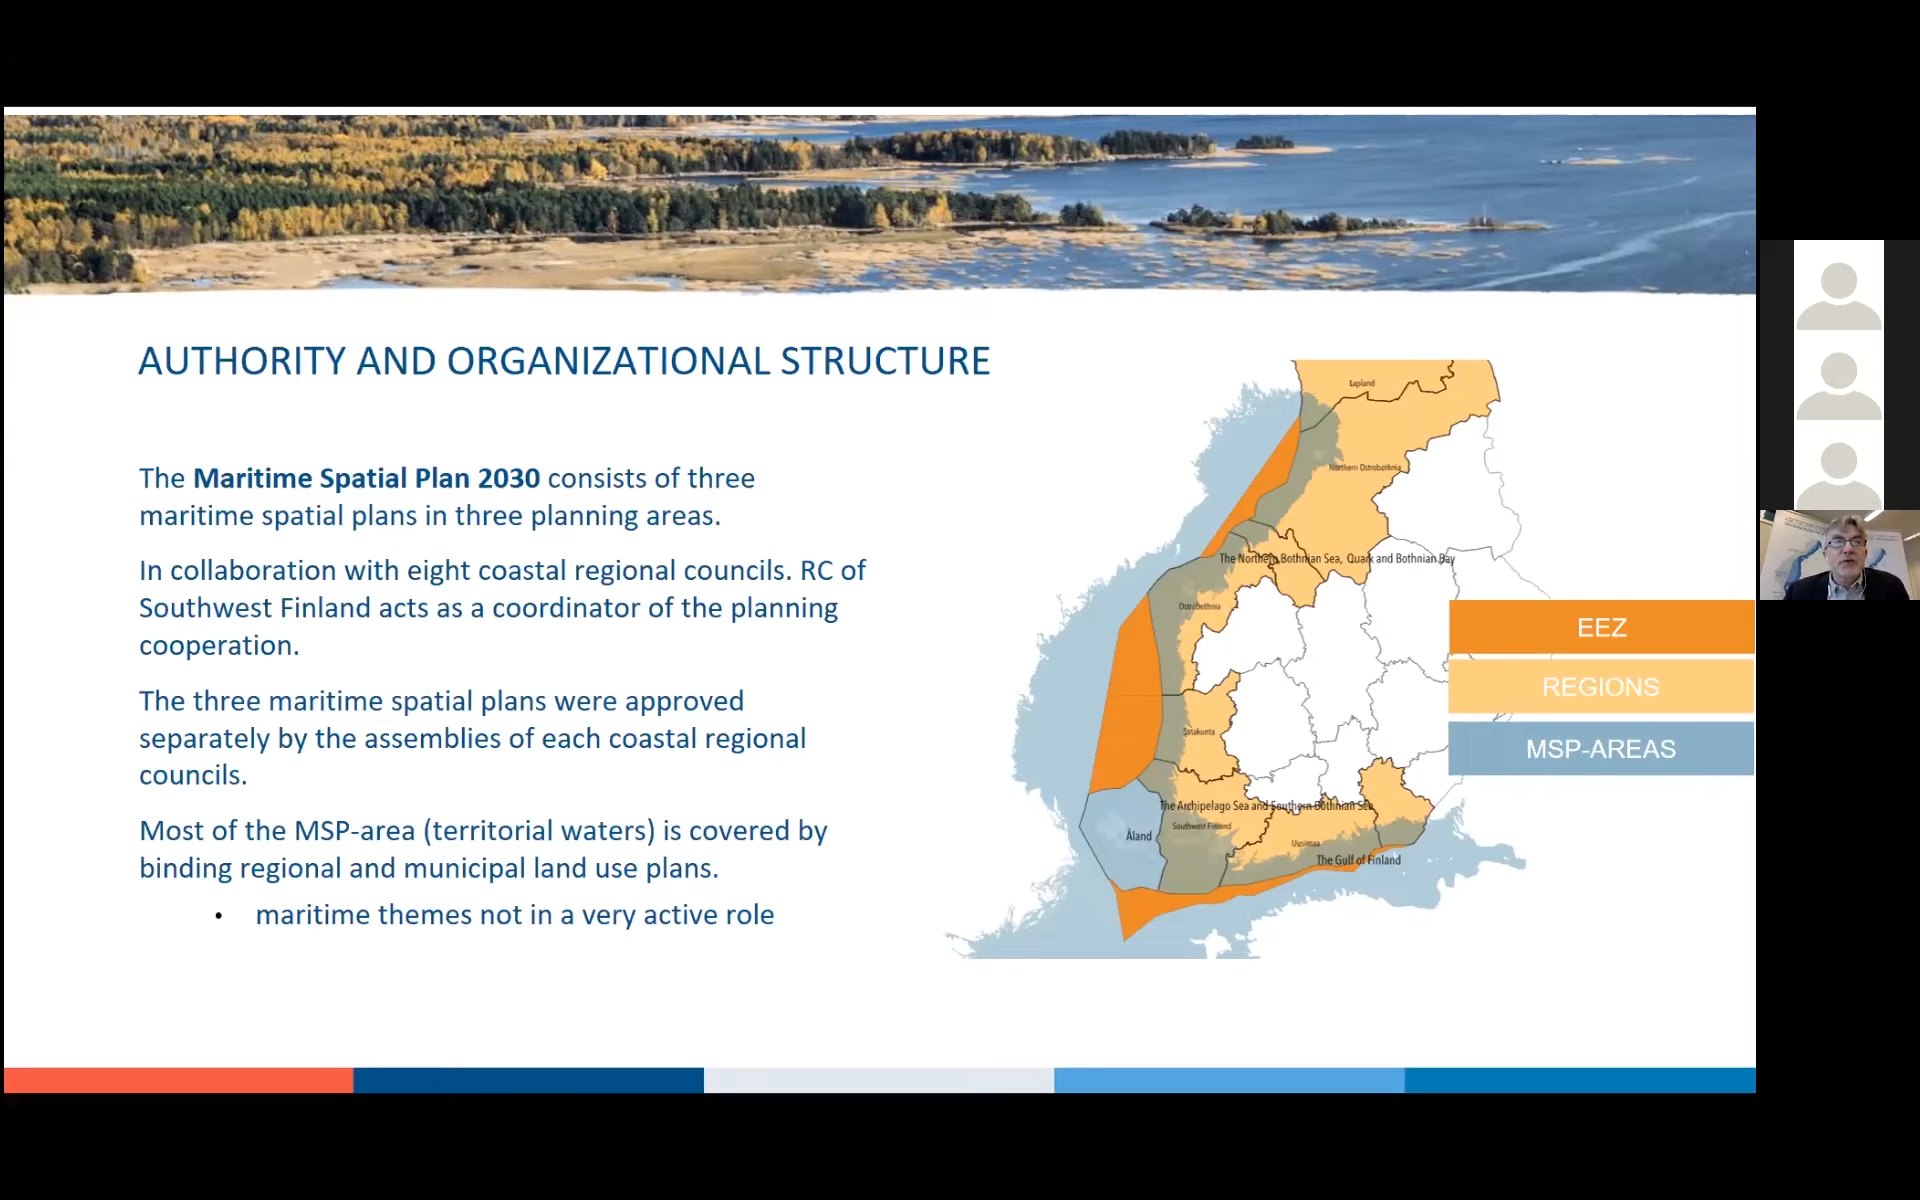 AUTHORITY AND ORGANIZATIONAL STRUCTURE
The Maritime Spatial Plan 2030 consists of three
maritime spatial plans in three planning areas.
In collaboration with eight coastal regional councils. RC of
Southwest Finland acts as a coordinator of the planning
cooperation.
The three maritime spatial plans were approved
separately by the assemblies of each coastal regional
councils.
Most of the MSP-area (territorial waters) is covered by
binding regional and municipal land use plans.
• maritime themes not in a very active role
Lapland
Northern Ostrobothnia
The Northern Bothnian Sea, Quark and Bothnian Bay
Ostrobothnia
Satakunta
The Archipelago Sea and Southern Bothnian Sea
Southwest Finland
Åland
Uusimaa
The Gulf of Finland
EEZ
REGIONS
MSP-AREAS